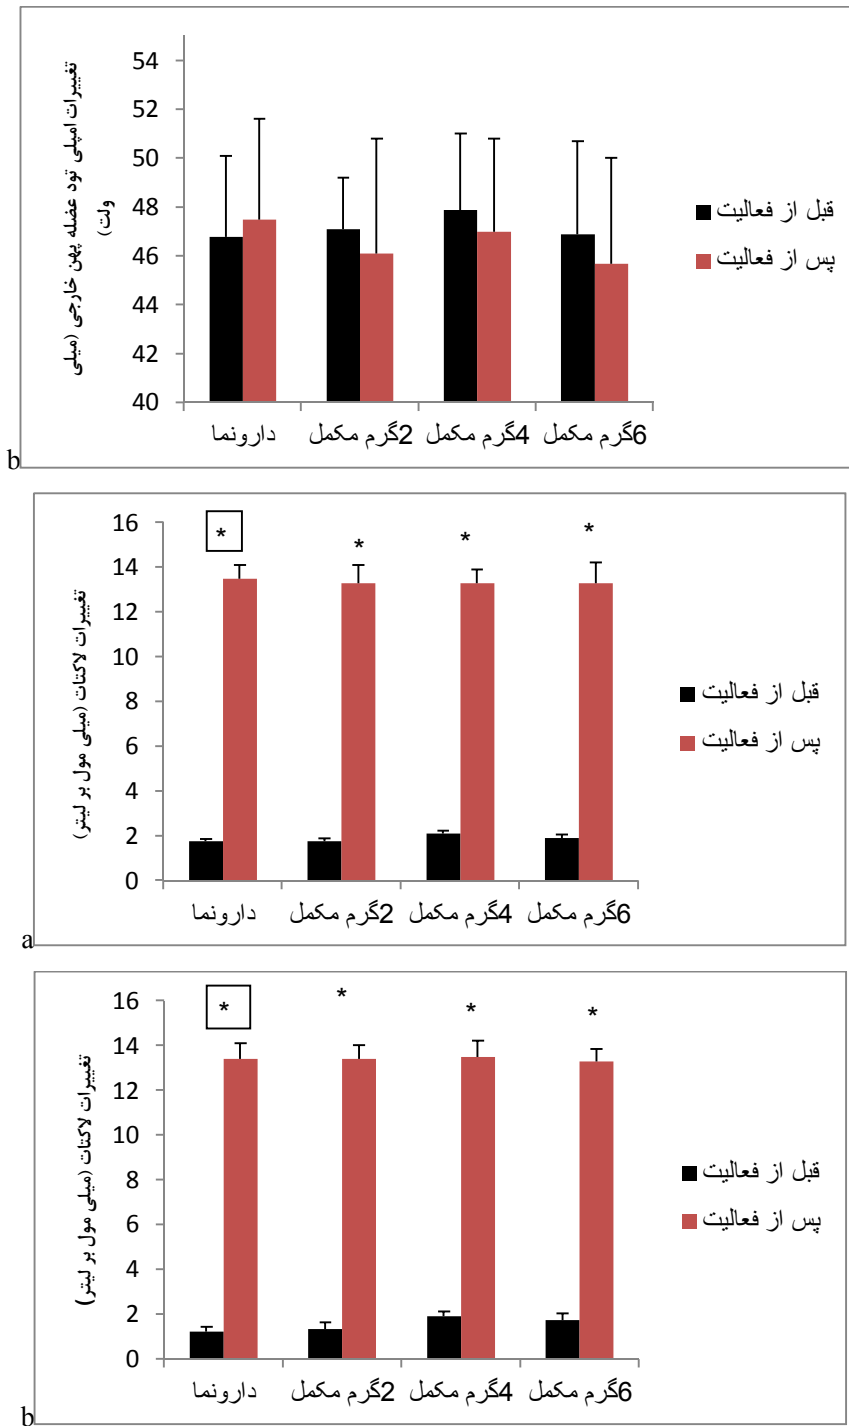 تغییرات امپلی تود عضله پهن خارجی (میلی
ولت)
54
52
50
48
46
44
42
40
دارونما
2گرم مکمل
4گرم مکمل
6گرم مکمل
قبل از فعالیت
پس از فعالیت
b
تغییرات لاکتات (میلی مول بر لیتر)
16
14
12
10
8
6
4
2
0
*
*
*
*
دارونما
2گرم مکمل
4گرم مکمل
6گرم مکمل
قبل از فعالیت
پس از فعالیت
a
تغییرات لاکتات (میلی مول بر لیتر)
16
14
12
10
8
6
4
2
0
*
*
*
*
دارونما
2گرم مکمل
4گرم مکمل
6گرم مکمل
قبل از فعالیت
پس از فعالیت
b